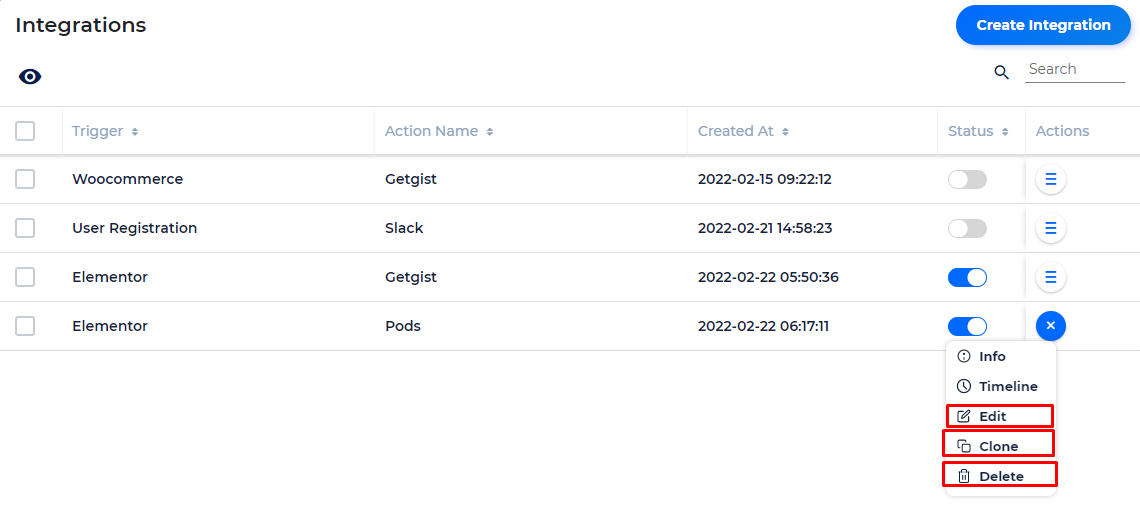 Integrations
Create Integration
Search
Trigger Action Name Created At Status Actions
Woocommerce Getgist 2022-02-15 09:22:12
User Registration Slack 2022-02-21 14:58:23
Elementor Getgist 2022-02-22 05:50:36
Elementor Pods 2022-02-22 06:17:11
Info
Timeline
Edit
Clone
Delete